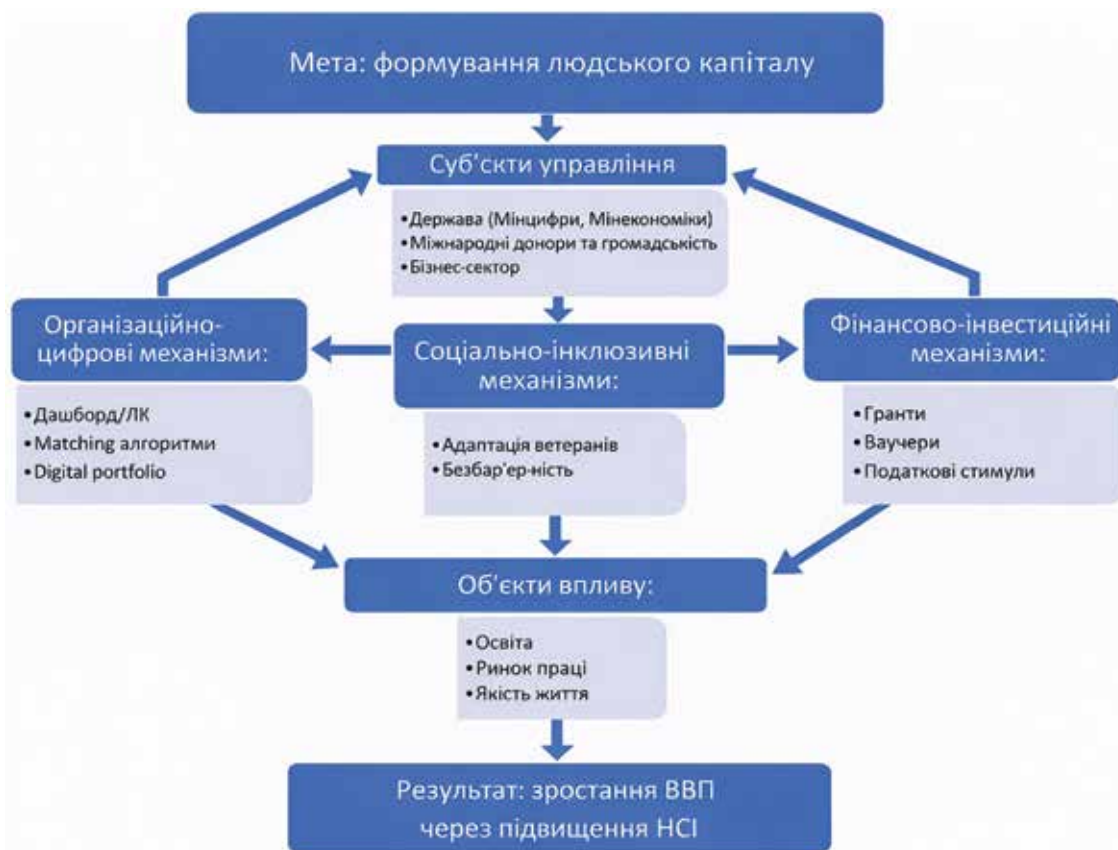 Мета: формування людського капіталу
Суб'єкти управління
•Держава (Мінцифри, Мінекономіки)
•Міжнародні донори та громадськість
•Бізнес-сектор
Організаційно-
цифрові механізми:
•Дашборд/ЛК
•Matching алгоритми
•Digital portfolio
Соціально-інклюзивні
механізми:
•Адаптація ветеранів
•Безбар'ер-ність
Фінансово-інвестиційні
механізми:
•Гранти
•Ваучери
•Податкові стимули
Об'єкти впливу:
•Освіта
•Ринок праці
•Якість життя
Результат: зростання ВВП
через підвищення HCI